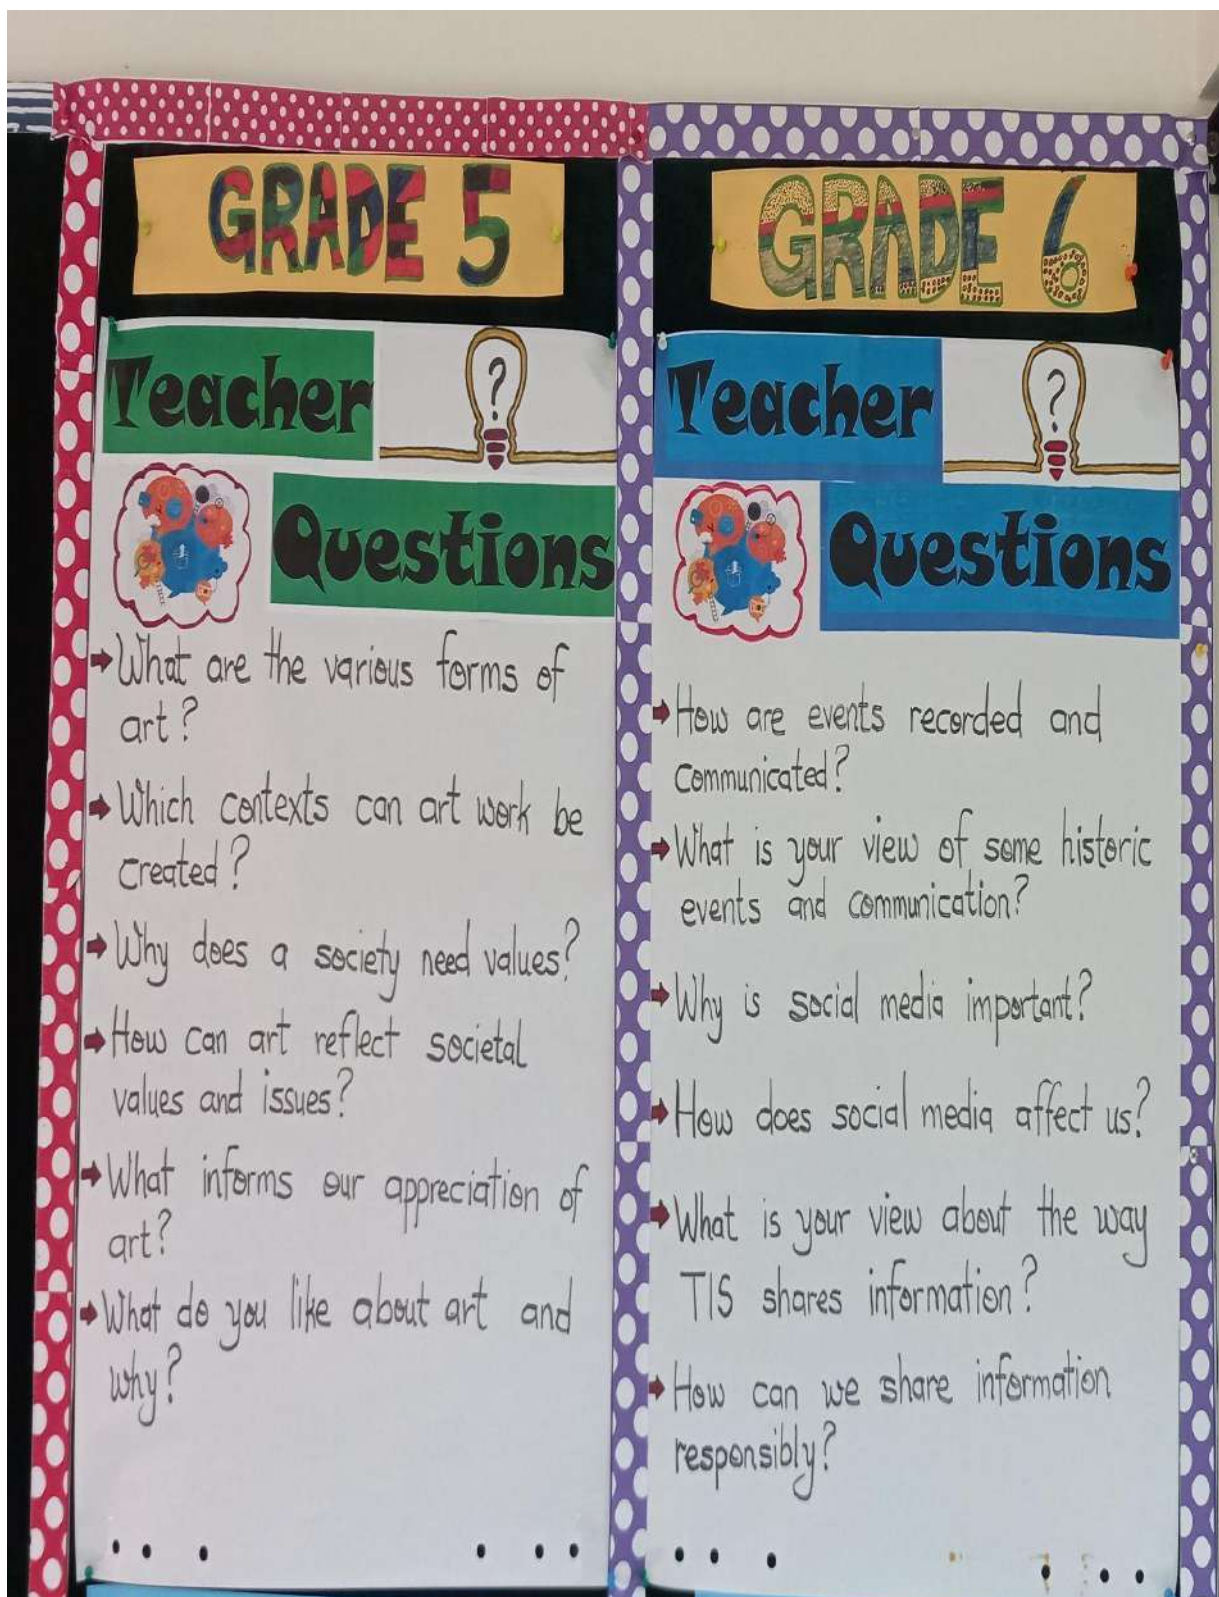 GRADE 5
Teacher
?
Questions
What are the various forms of
art?
Which contexts can art work be
created?
Why does a society need values?
How can art reflect societal
values and issues?
What informs our appreciation of
art?
What do you like about art and
why?
GRADE 6
Teacher
?
Questions
How are events recorded and
communicated?
What is your view of some historic
events and communication?
Why is social media important?
How does social media affect us?
What is your view about the way
TIS shares information?
How can we share information
responsibly?